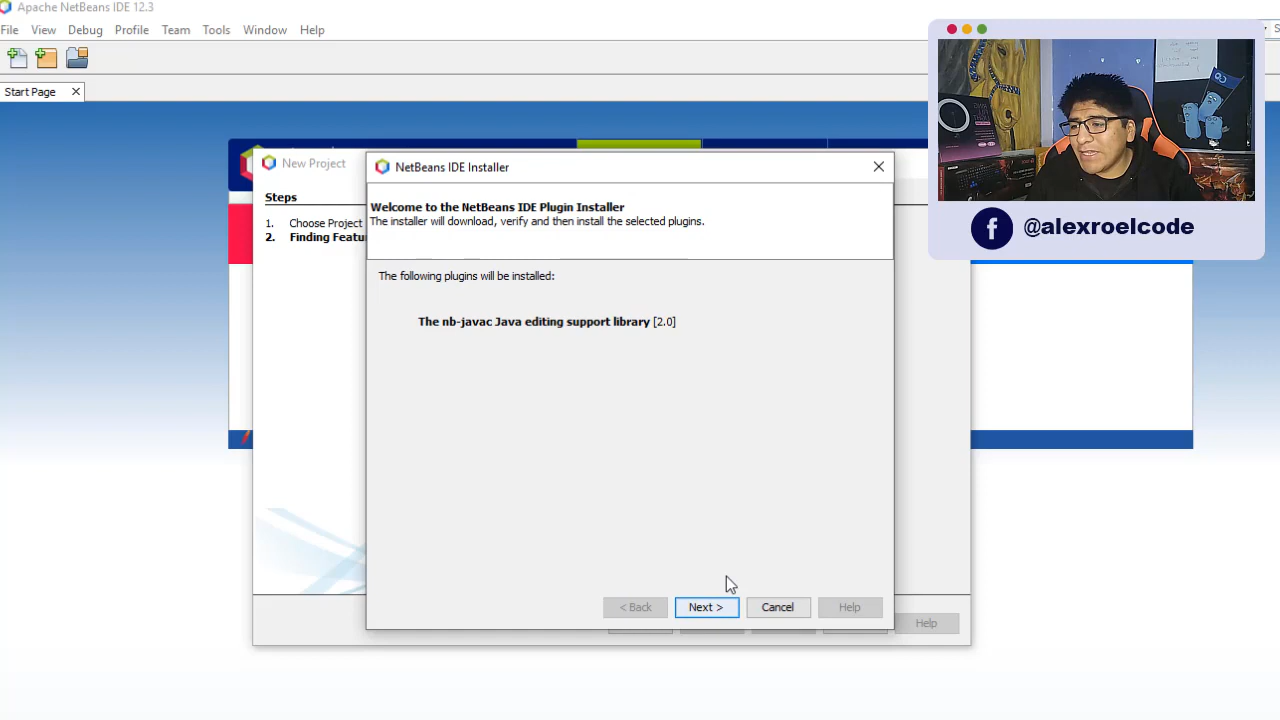 Apache NetBeans IDE 12.3
File View Debug Profile Team Tools Window Help
Start Page
New Project
Steps
1. Choose Project
2. Finding Featu
NetBeans IDE Installer
Welcome to the NetBeans IDE Plugin Installer
The installer will download, verify and then install the selected plugins.
The following plugins will be installed:
The nb-javac Java editing support library [2.0]
< Back Next > Cancel Help
Help
@alexroelcode